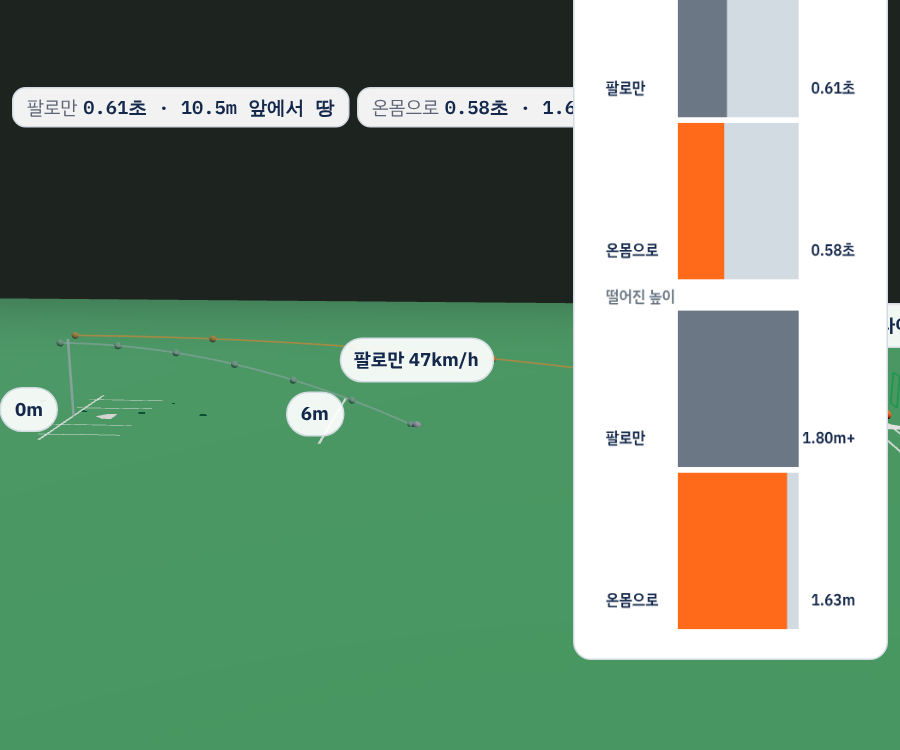 팔로만 0.61초 · 10.5m 앞에서 땅
온몸으로 0.58초 · 1.6
팔로만 47km/h
0m
6m
팔로만 0.61초
온몸으로 0.58초
떨어진 높이
팔로만 1.80m+
온몸으로 1.63m